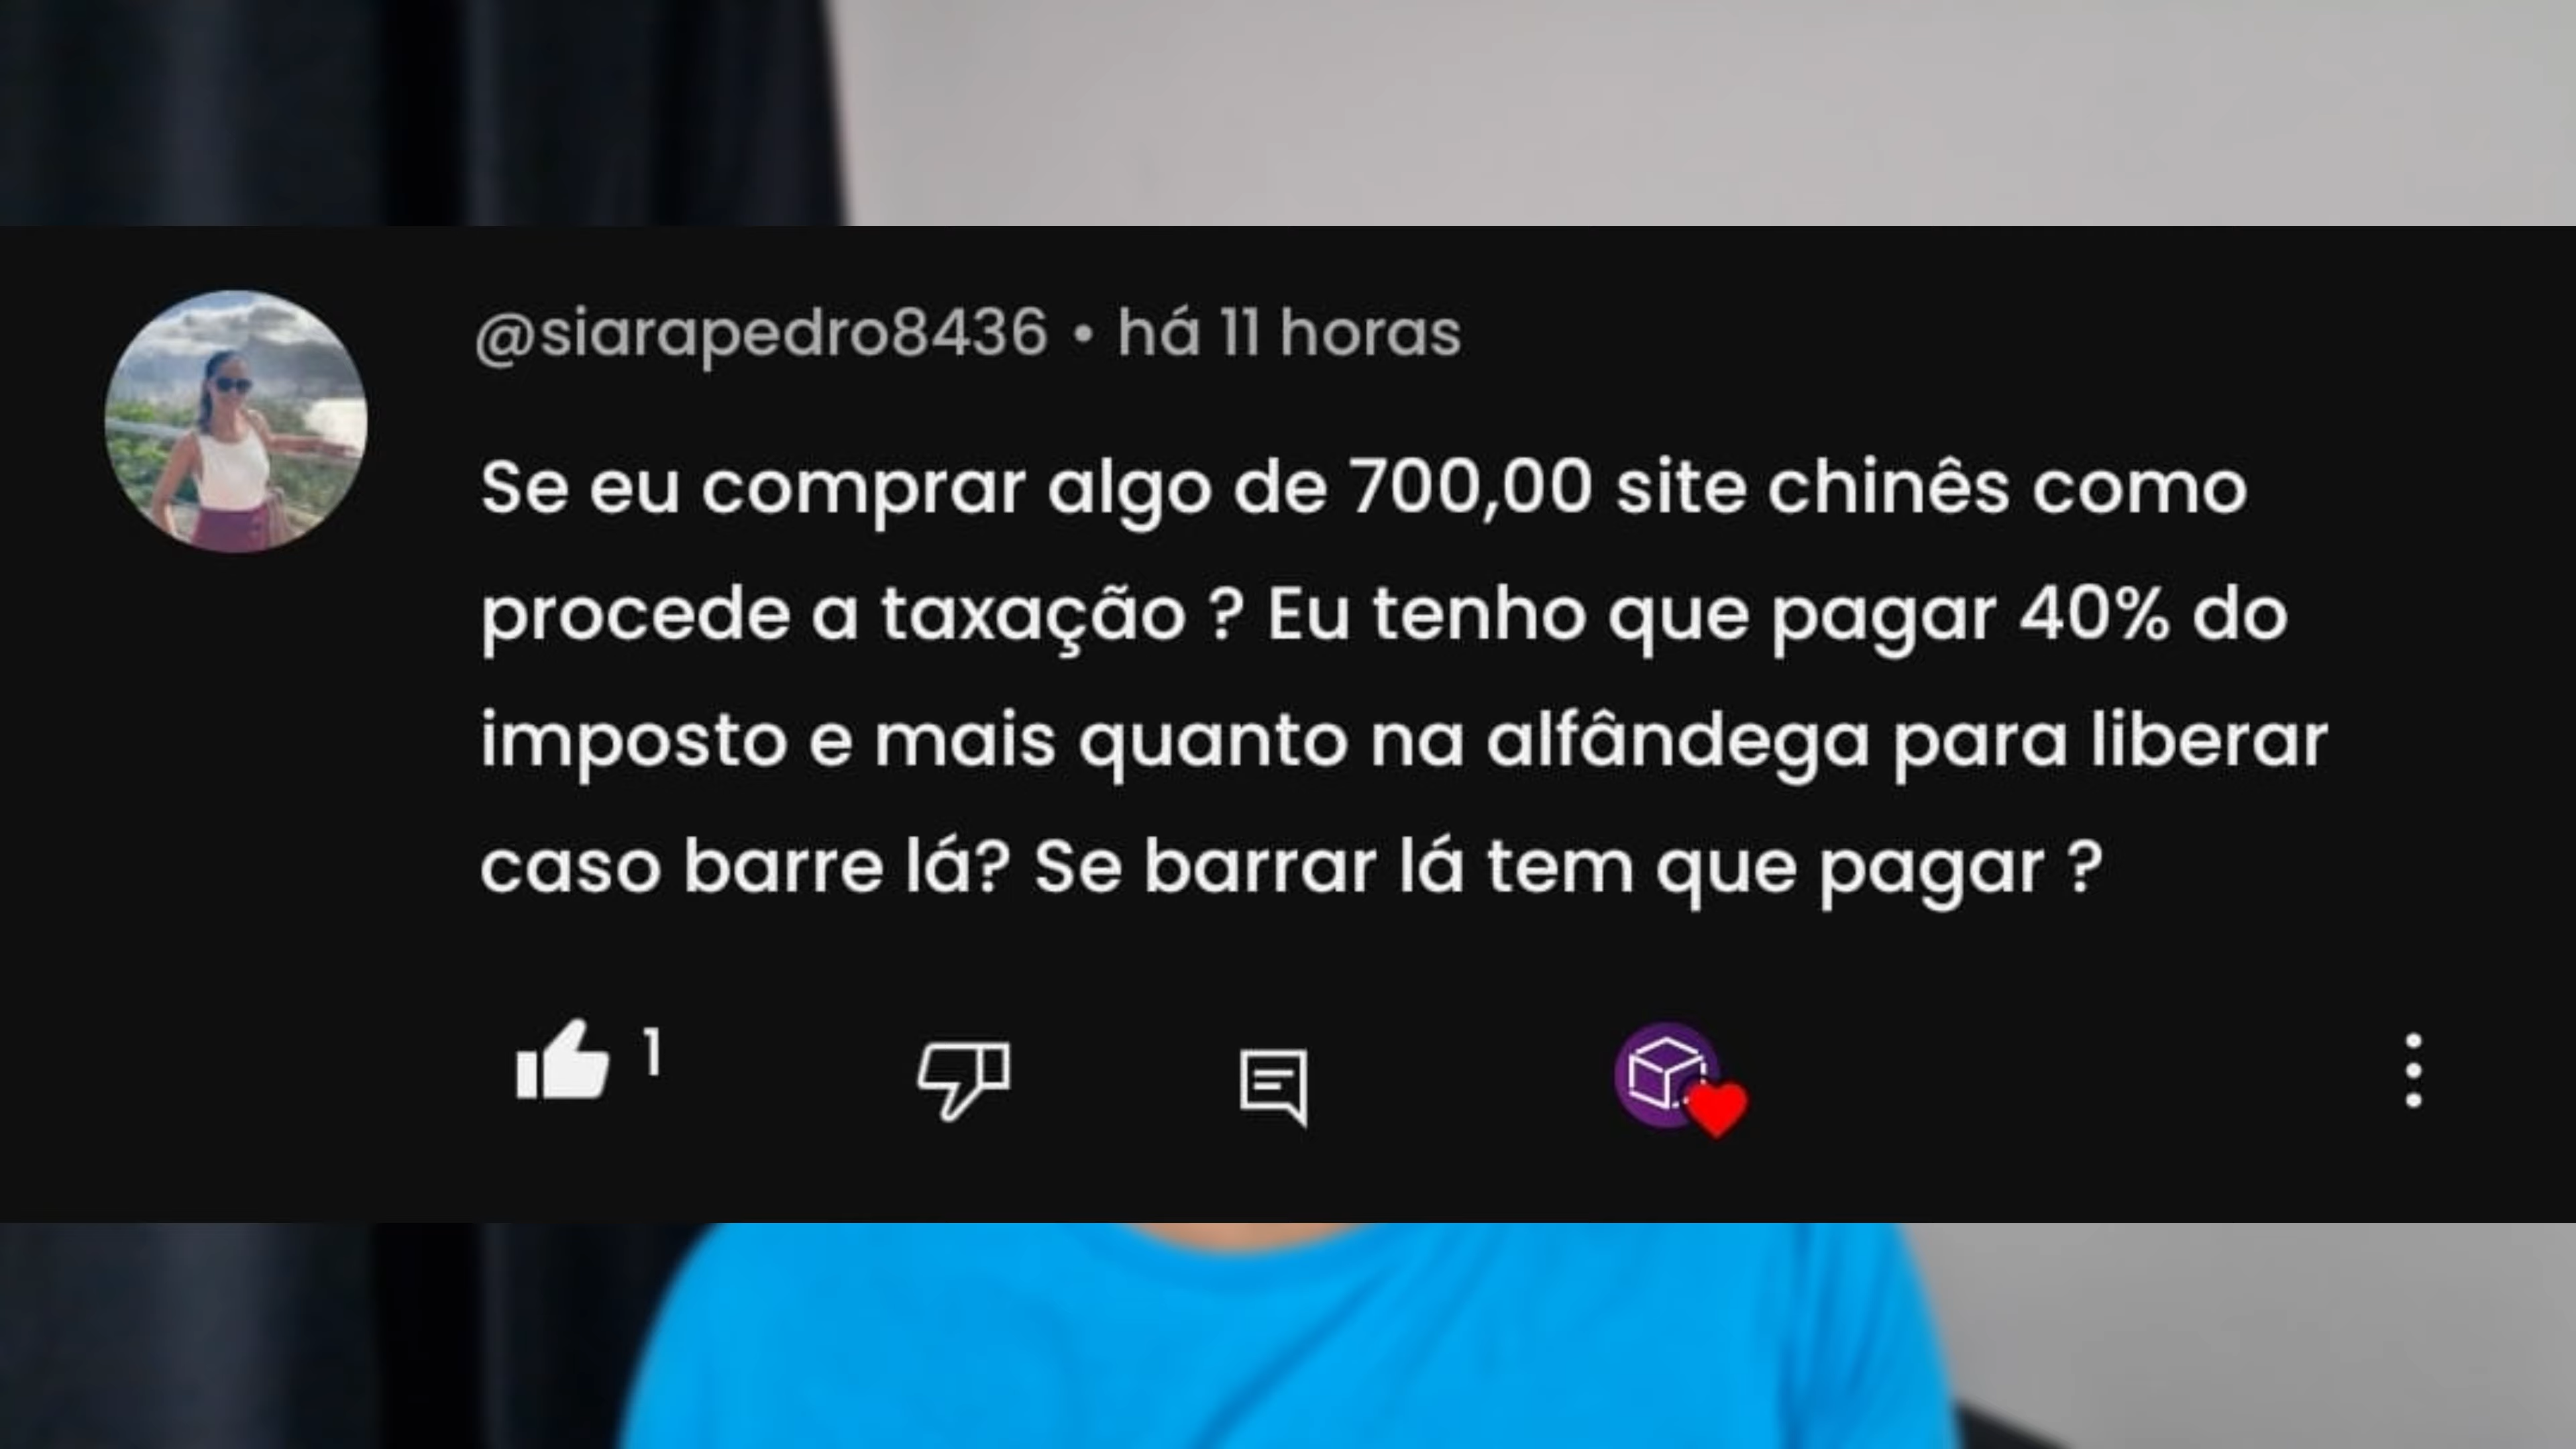 @siarapedro8436 • há 11 horas
Se eu comprar algo de 700,00 site chinês como
procede a taxação ? Eu tenho que pagar 40% do
imposto e mais quanto na alfândega para liberar
caso barre lá? Se barrar lá tem que pagar ?
1